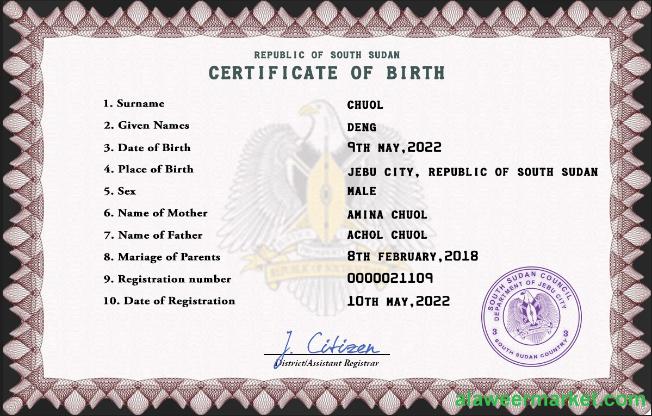 REPUBLIC OF SOUTH SUDAN
CERTIFICATE OF BIRTH
1. Surname CHUOL
2. Given Names DENG
3. Date of Birth 9TH MAY,2022
4. Place of Birth JEBU CITY, REPUBLIC OF SOUTH SUDAN
5. Sex MALE
6. Name of Mother AMINA CHUOL
7. Name of Father ACHOL CHUOL
8. Mariage of Parents 8TH FEBRUARY,2018
9. Registration number 0000021109
10. Date of Registration 10TH MAY,2022
SOUTH SUDAN COUNCIL
DEPARTMENT OF JEBU CITY
3 3
SOUTH SUDAN COUNTRY
J. Citizen
District/Assistant Registrar
alaweermarket.com